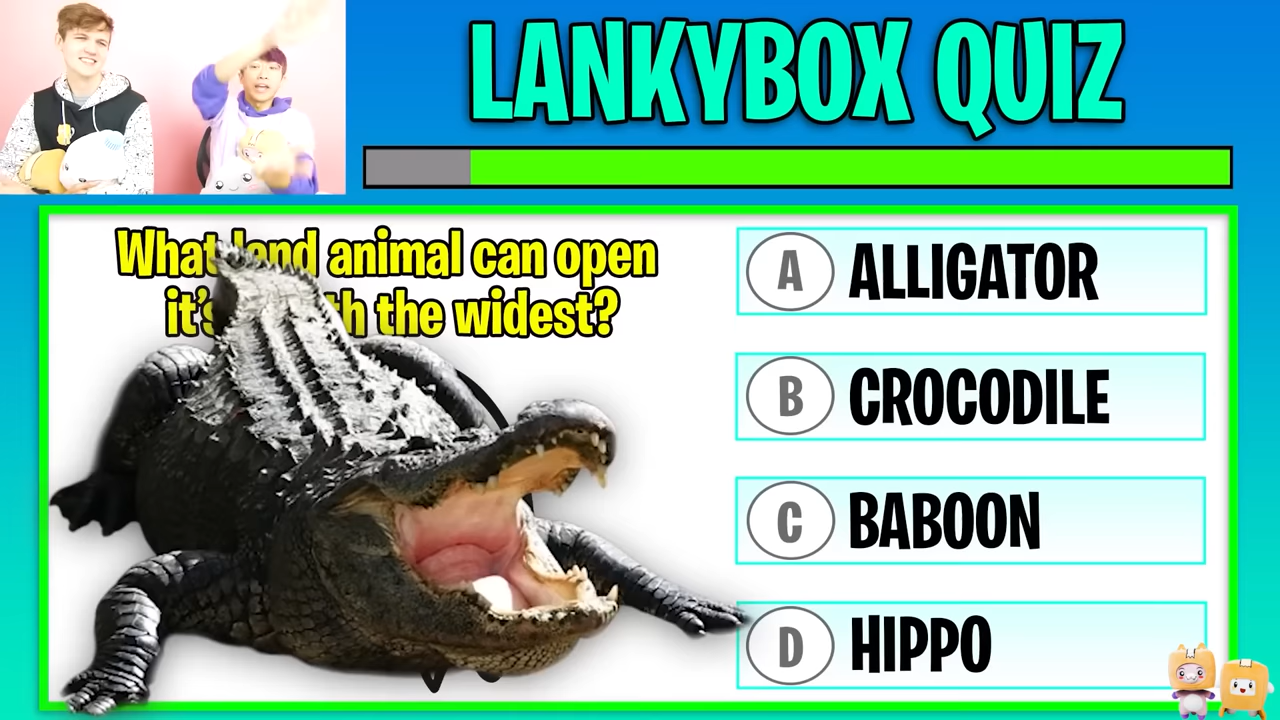 LANKYBOX QUIZ
What land animal can open
it's the widest?
A ALLIGATOR
B CROCODILE
C BABOON
D HIPPO